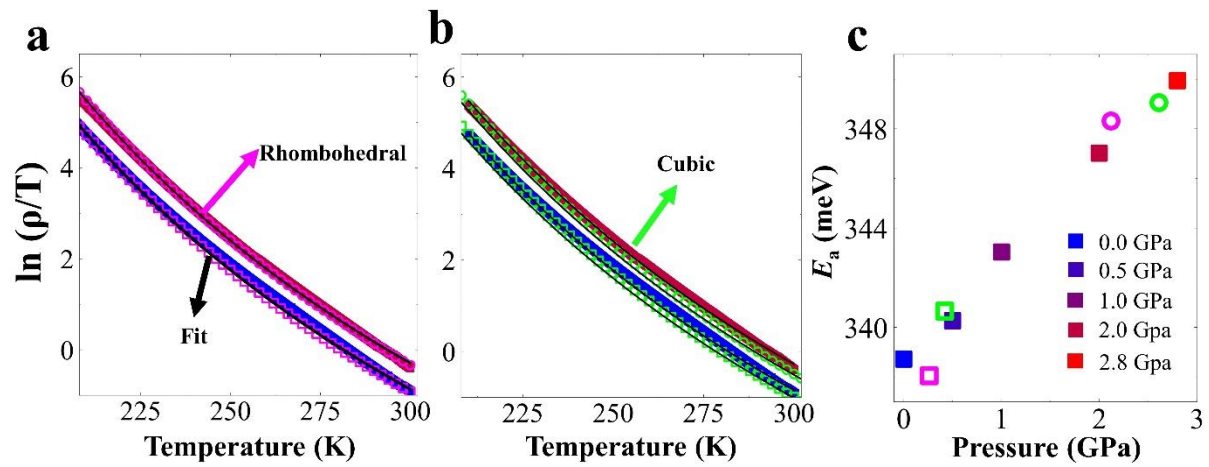 a
b
c
ln (ρ/T)
6
4
2
0
225
250
275
300
Temperature (K)
Rhombohedral
Fit
6
4
2
0
225
250
275
300
Temperature (K)
Cubic
Ea (meV)
348
344
340
0
1
2
3
Pressure (GPa)
0.0 GPa
0.5 GPa
1.0 GPa
2.0 Gpa
2.8 Gpa